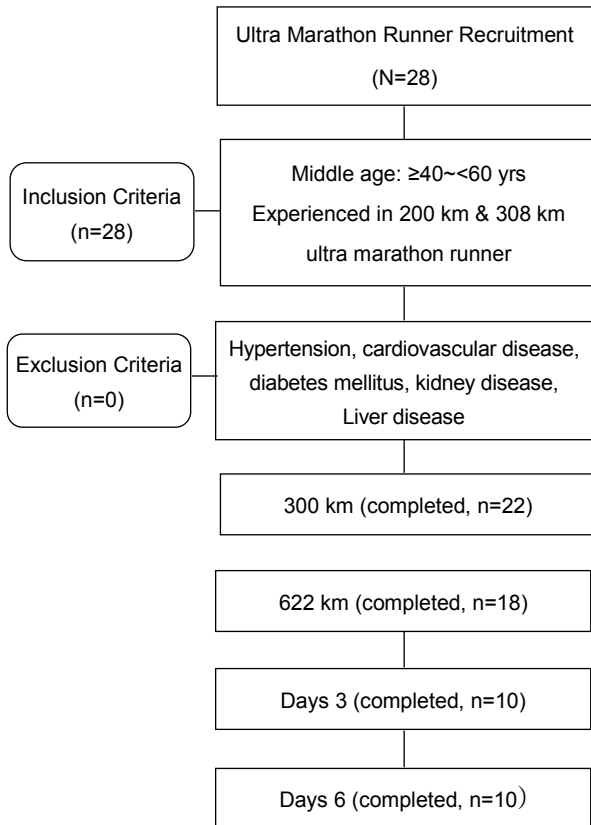 Ultra Marathon Runner Recruitment
(N=28)
Inclusion Criteria
(n=28)
Middle age: ≥40~<60 yrs
Experienced in 200 km & 308 km
ultra marathon runner
Exclusion Criteria
(n=0)
Hypertension, cardiovascular disease,
diabetes mellitus, kidney disease,
Liver disease
300 km (completed, n=22)
622 km (completed, n=18)
Days 3 (completed, n=10)
Days 6 (completed, n=10）